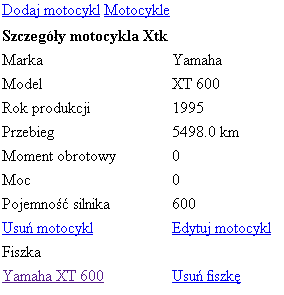 Dodaj motocykl Motocykle
Szczegóły motocykla Xtk
Marka Yamaha
Model XT 600
Rok produkcji 1995
Przebieg 5498.0 km
Moment obrotowy 0
Moc 0
Pojemność silnika 600
Usuń motocykl Edytuj motocykl
Fiszka
Yamaha XT 600 Usuń fiszkę